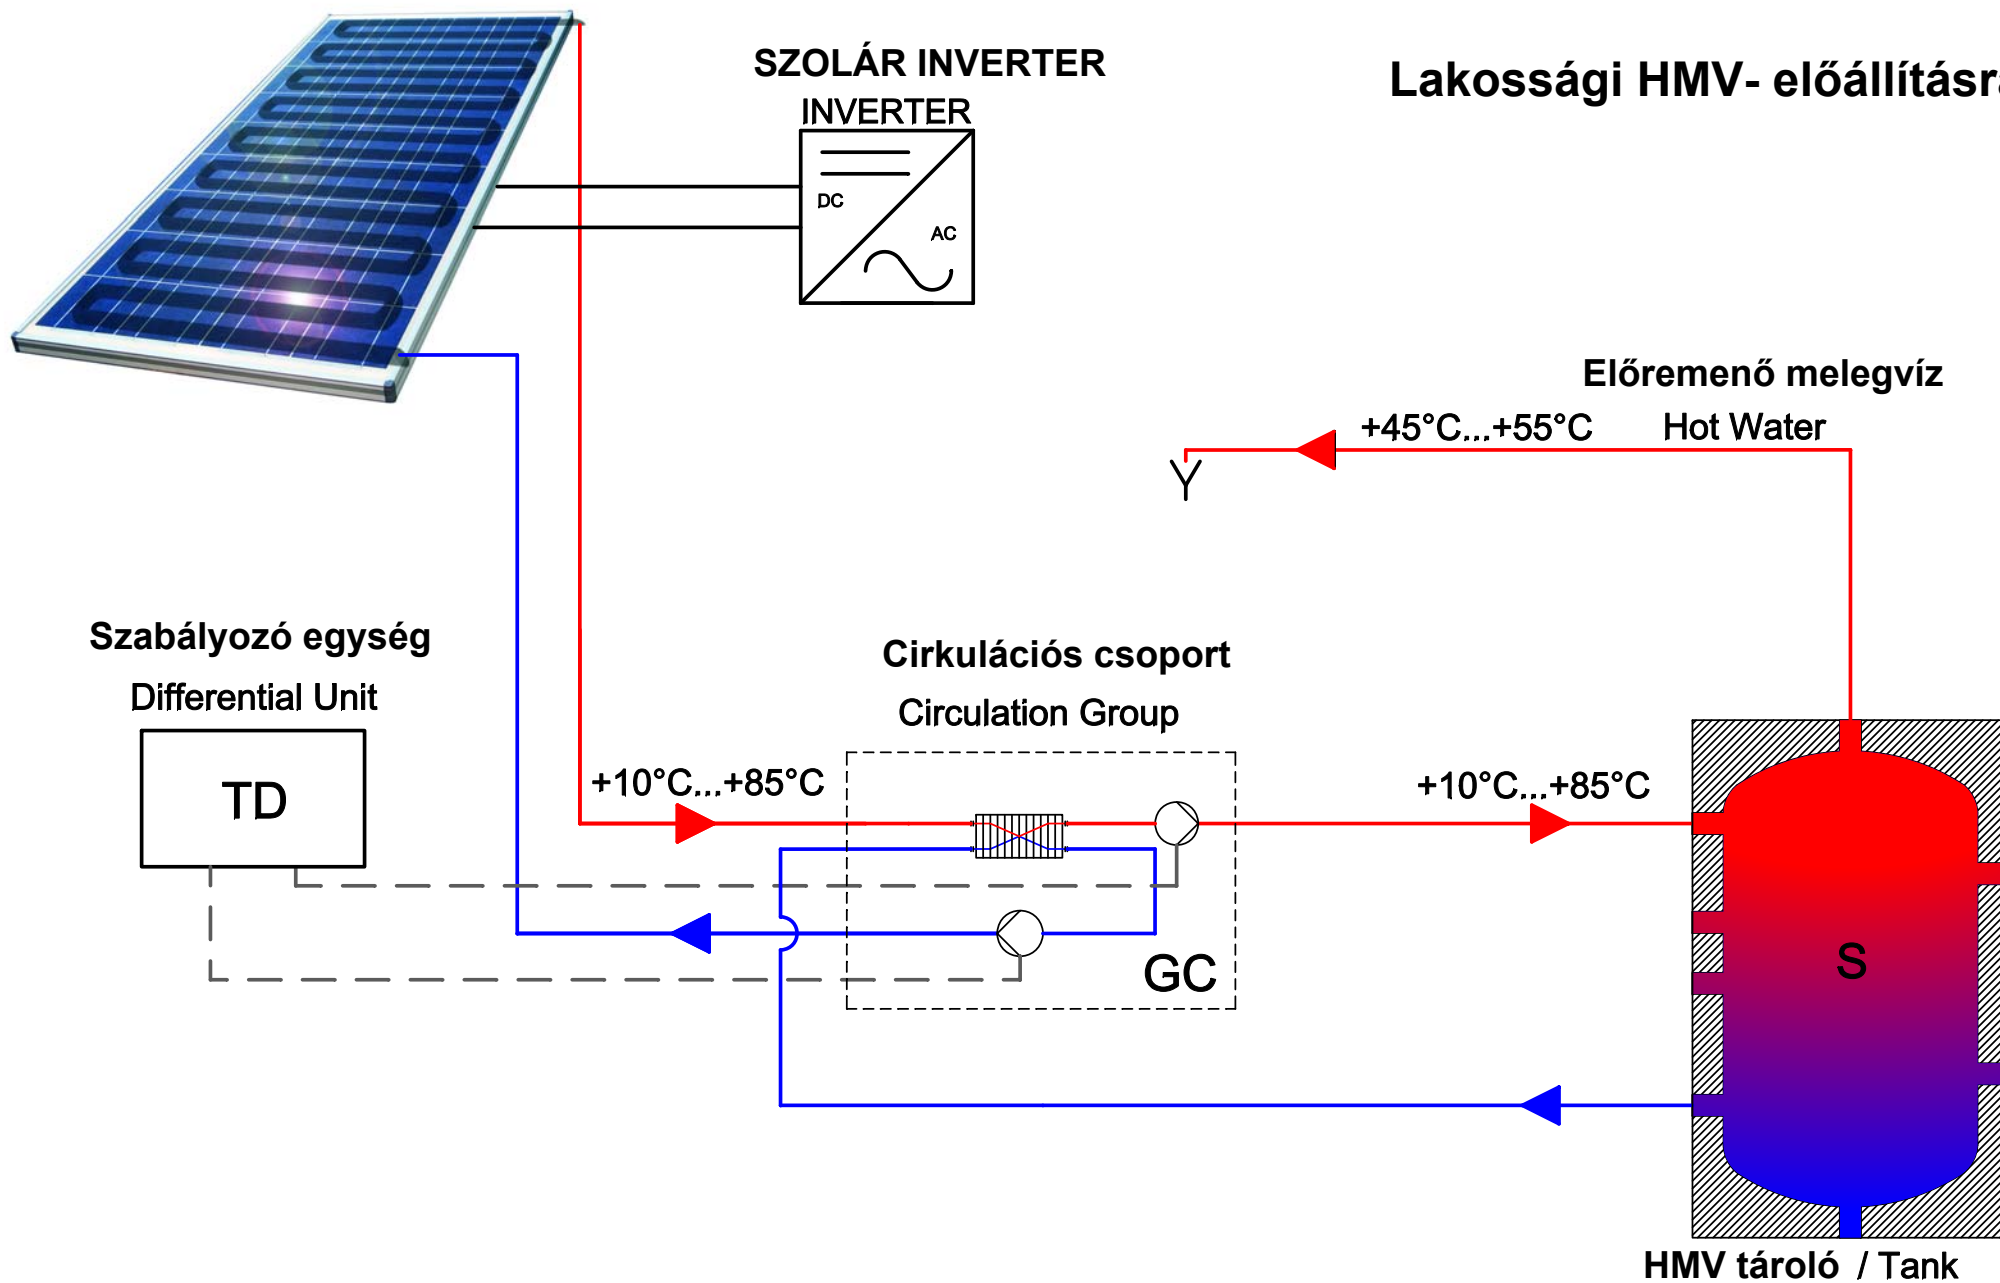 SZOLÁR INVERTER
INVERTER
DC
AC
Lakossági HMV- előállításra
Előremenő melegvíz
+45°C...+55°C Hot Water
Szabályozó egység
Differential Unit
TD
Cirkulációs csoport
Circulation Group
+10°C...+85°C
+10°C...+85°C
GC
S
HMV tároló / Tank